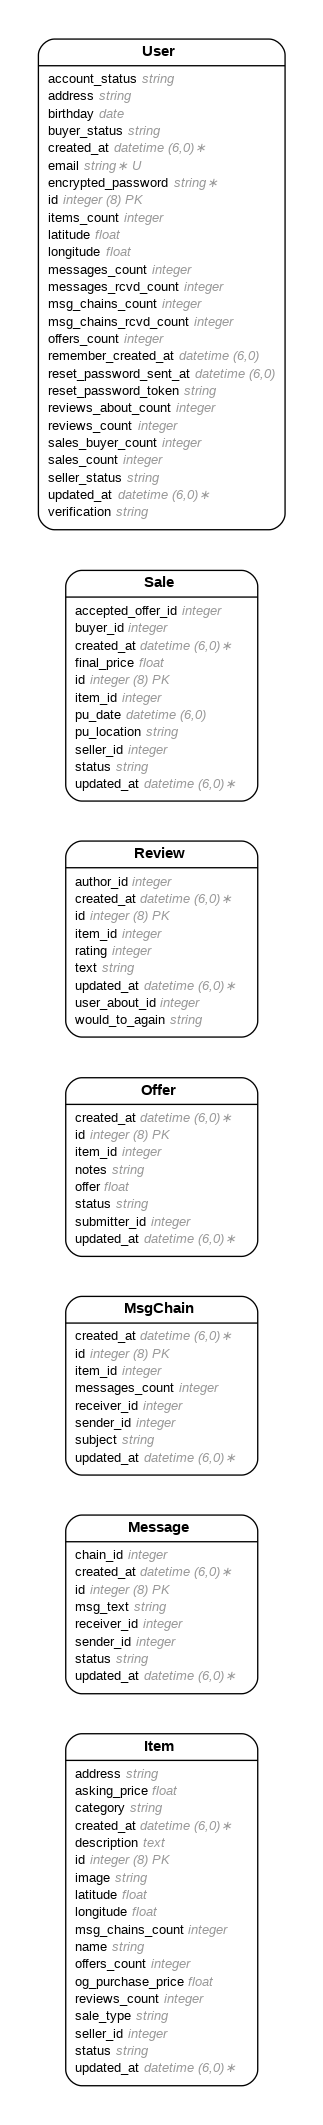 User
account_status string
address string
birthday date
buyer_status string
created_at datetime (6,0)∗
email string∗ U
encrypted_password string∗
id integer (8) PK
items_count integer
latitude float
longitude float
messages_count integer
messages_rcvd_count integer
msg_chains_count integer
msg_chains_rcvd_count integer
offers_count integer
remember_created_at datetime (6,0)
reset_password_sent_at datetime (6,0)
reset_password_token string
reviews_about_count integer
reviews_count integer
sales_buyer_count integer
sales_count integer
seller_status string
updated_at datetime (6,0)∗
verification string
Sale
accepted_offer_id integer
buyer_id integer
created_at datetime (6,0)∗
final_price float
id integer (8) PK
item_id integer
pu_date datetime (6,0)
pu_location string
seller_id integer
status string
updated_at datetime (6,0)∗
Review
author_id integer
created_at datetime (6,0)∗
id integer (8) PK
item_id integer
rating integer
text string
updated_at datetime (6,0)∗
user_about_id integer
would_to_again string
Offer
created_at datetime (6,0)∗
id integer (8) PK
item_id integer
notes string
offer float
status string
submitter_id integer
updated_at datetime (6,0)∗
MsgChain
created_at datetime (6,0)∗
id integer (8) PK
item_id integer
messages_count integer
receiver_id integer
sender_id integer
subject string
updated_at datetime (6,0)∗
Message
chain_id integer
created_at datetime (6,0)∗
id integer (8) PK
msg_text string
receiver_id integer
sender_id integer
status string
updated_at datetime (6,0)∗
Item
address string
asking_price float
category string
created_at datetime (6,0)∗
description text
id integer (8) PK
image string
latitude float
longitude float
msg_chains_count integer
name string
offers_count integer
og_purchase_price float
reviews_count integer
sale_type string
seller_id integer
status string
updated_at datetime (6,0)∗